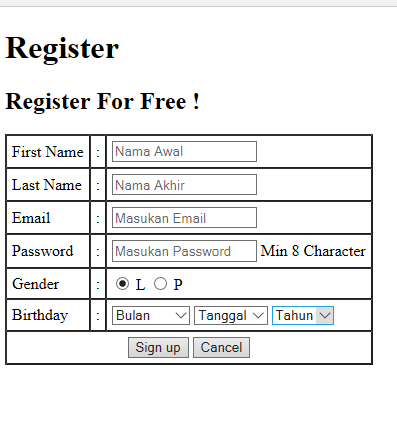 Register
Register For Free !
First Name : Nama Awal
Last Name : Nama Akhir
Email : Masukan Email
Password : Masukan Password Min 8 Character
Gender : L P
Birthday : Bulan Tanggal Tahun
Sign up Cancel